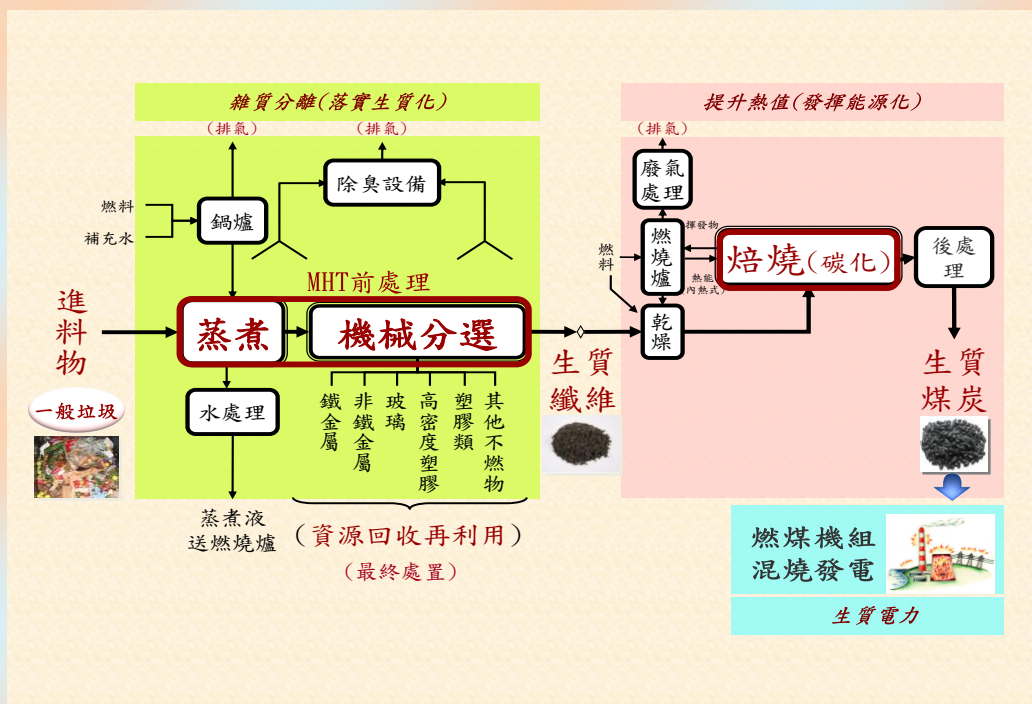 雜質分離(落實生質化)
提升熱值(發揮能源化)
(排氣)
(排氣)
(排氣)
除臭設備
廢氣
處理
燃料
補充水
鍋爐
燃料
燃燒爐
揮發物
熱能
內熱式)
焙燒(碳化)
後處
理
MHT前處理
進料物
蒸煮
機械分選
乾燥
生質
纖維
生質
煤炭
一般垃圾
水處理
鐵金屬
非鐵金屬
玻璃
高密度塑膠
塑膠類
其他不燃物
蒸煮液
送燃燒爐
(資源回收再利用)
(最終處置)
燃煤機組
混燒發電
生質電力